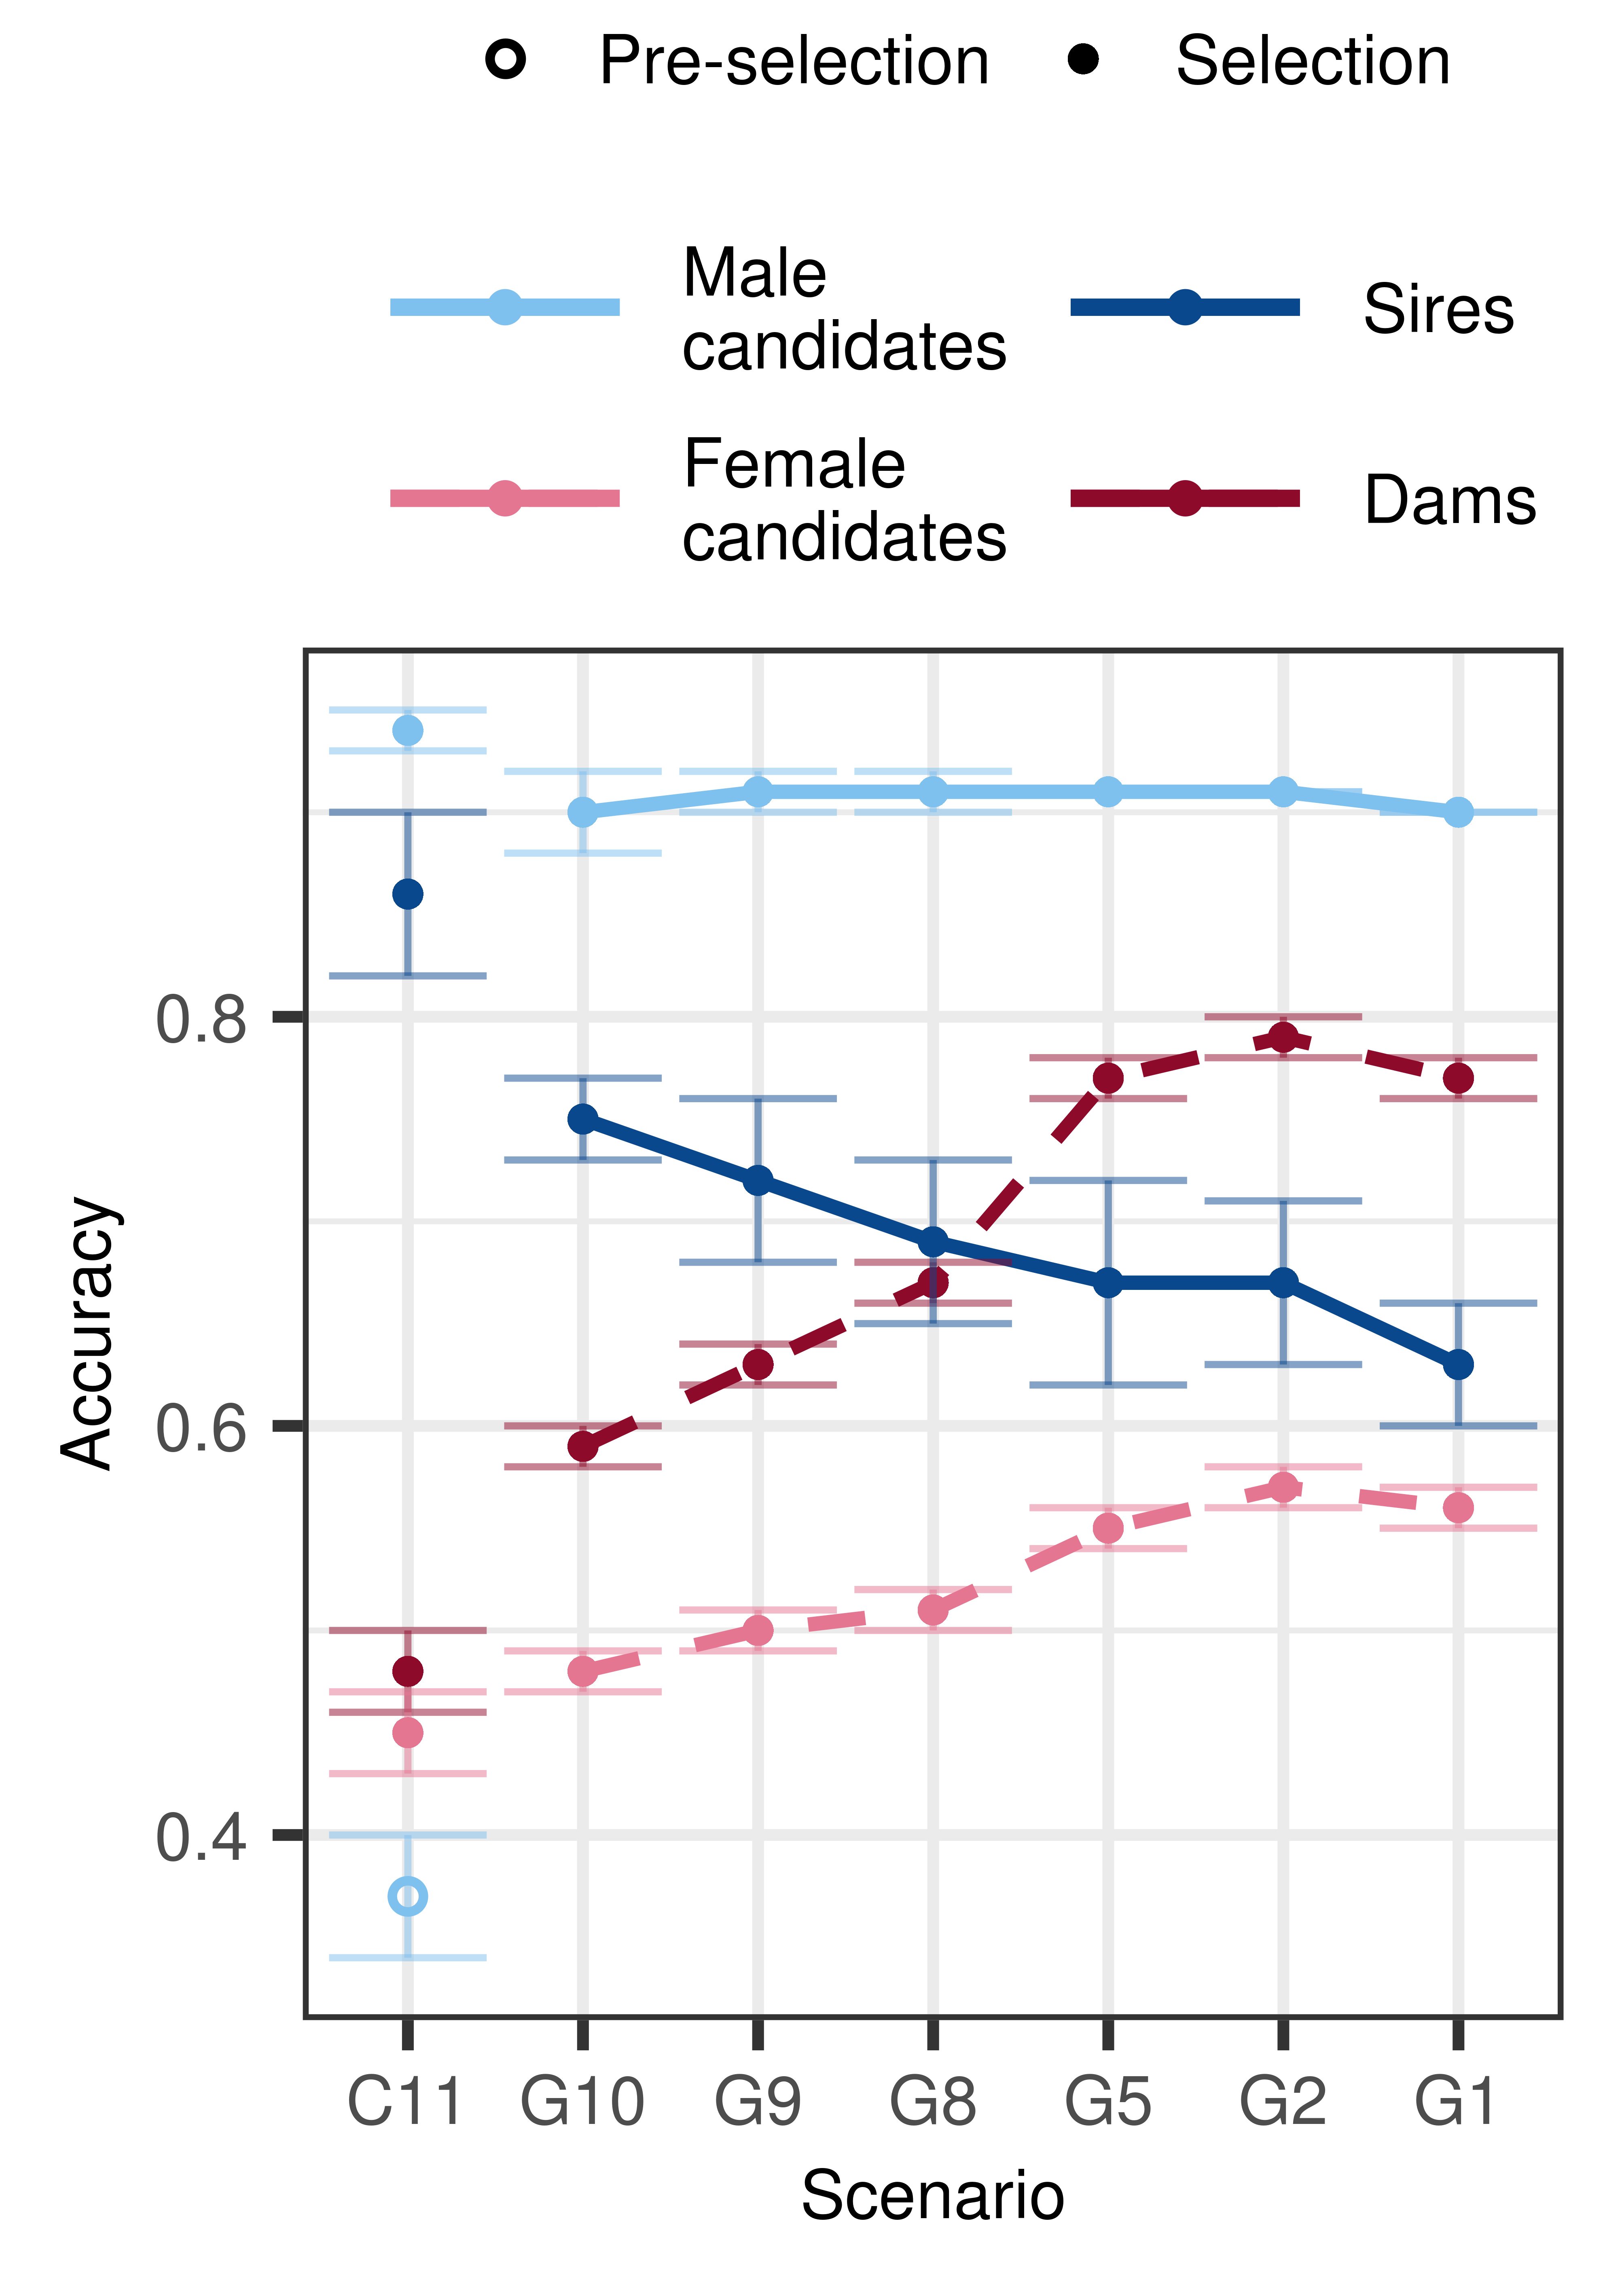 Pre-selection
Selection
Male
candidates
Sires
Female
candidates
Dams
Accuracy
0.8
0.6
0.4
C11
G10
G9
G8
G5
G2
G1
Scenario